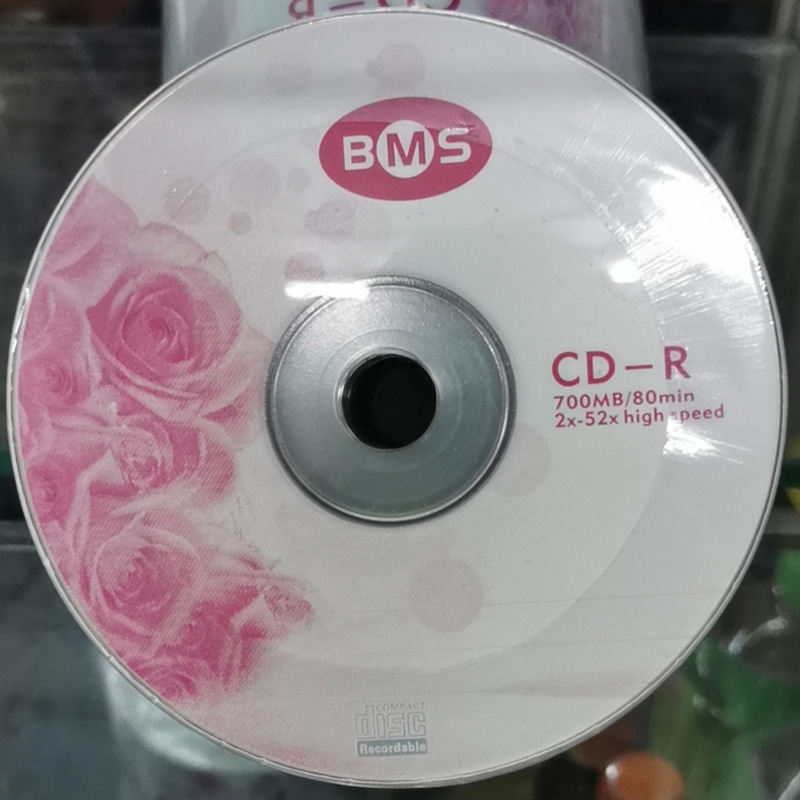 BMS
CD-R
700MB/80min
2x-52x high speed
COMPACT
disc
Recordable